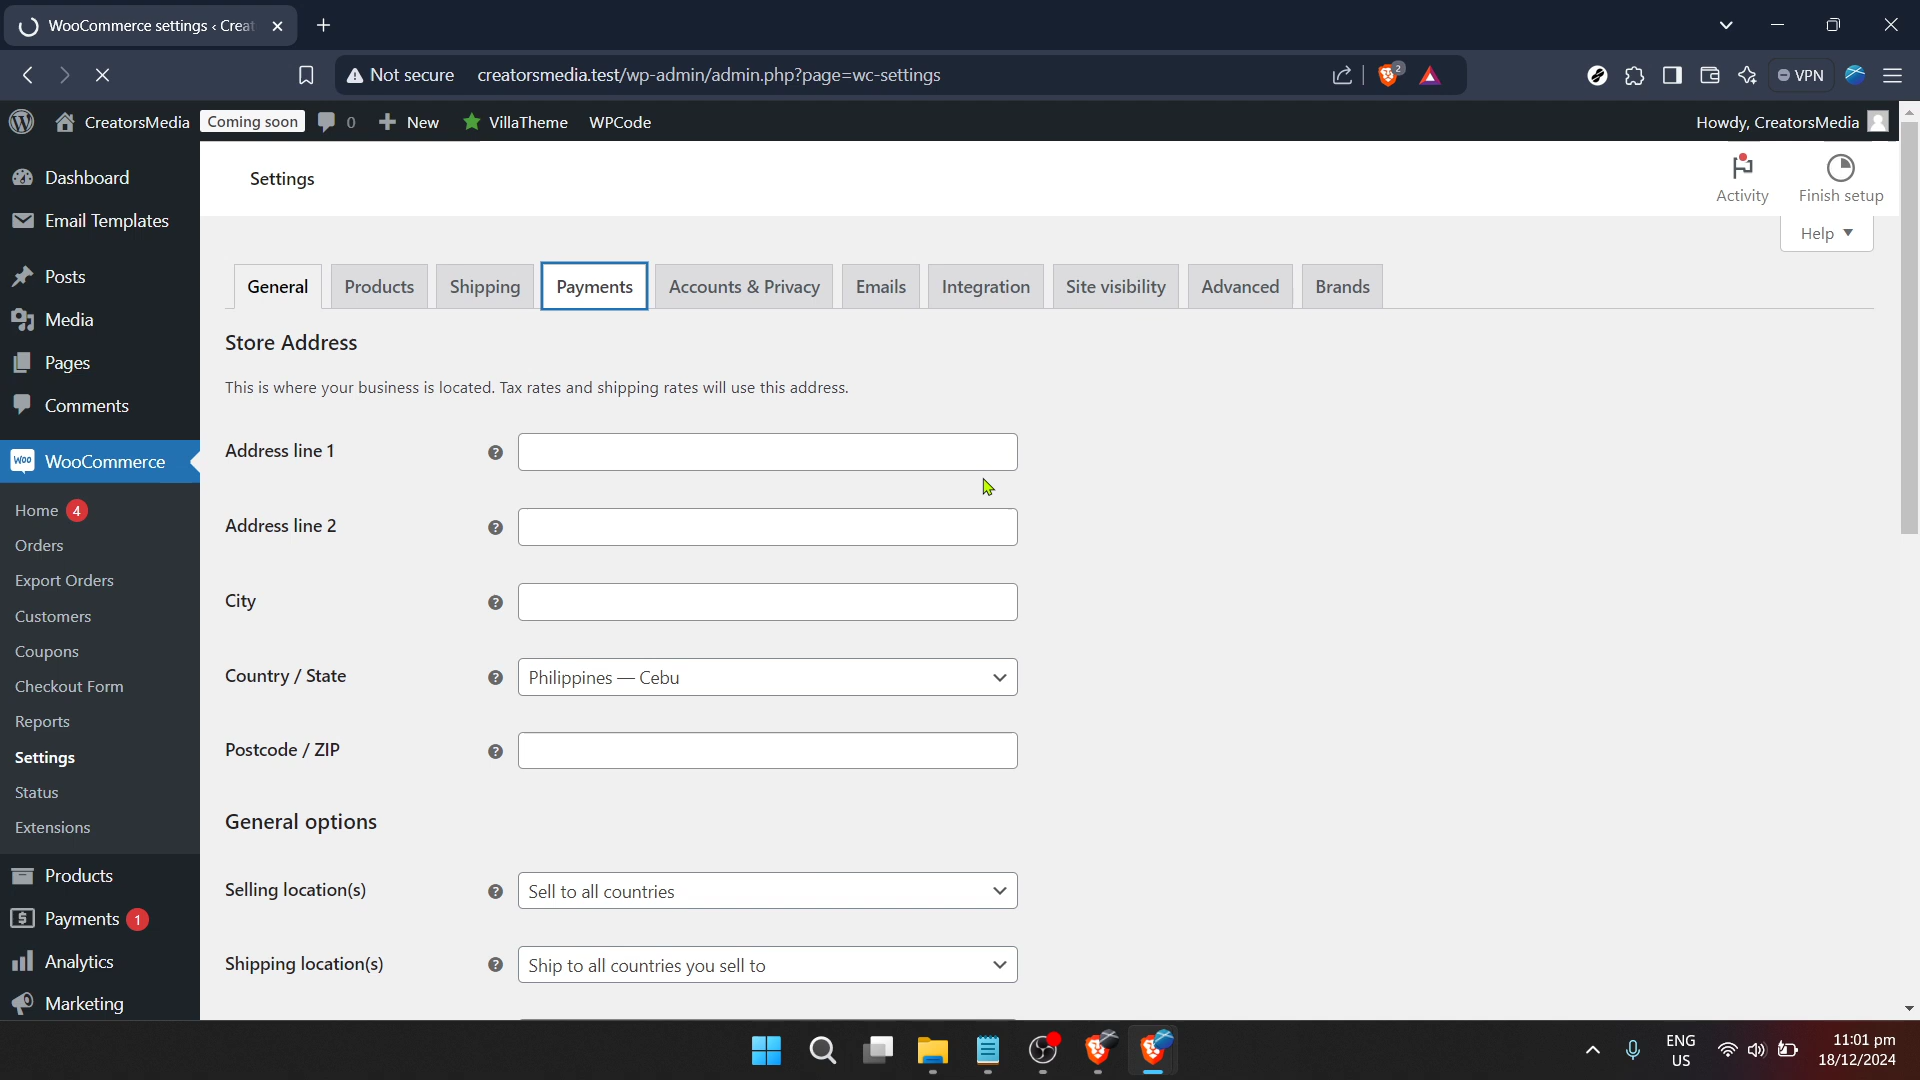 WooCommerce settings ‹ Creat
Not secure creatorsmedia.test/wp-admin/admin.php?page=wc-settings 2 VPN
CreatorsMedia Coming soon 0 New VillaTheme WPCode Howdy, CreatorsMedia
Dashboard
Email Templates
Posts
Media
Pages
Comments
Woo WooCommerce
Home 4
Orders
Export Orders
Customers
Coupons
Checkout Form
Reports
Settings
Status
Extensions
Products
Payments 1
Analytics
Marketing
Settings
Activity
Finish setup
Help
General Products Shipping Payments Accounts & Privacy Emails Integration Site visibility Advanced Brands
Store Address
This is where your business is located. Tax rates and shipping rates will use this address.
Address line 1
Address line 2
City
Country / State Philippines — Cebu
Postcode / ZIP
General options
Selling location(s) Sell to all countries
Shipping location(s) Ship to all countries you sell to
ENG
US
11:01 pm
18/12/2024